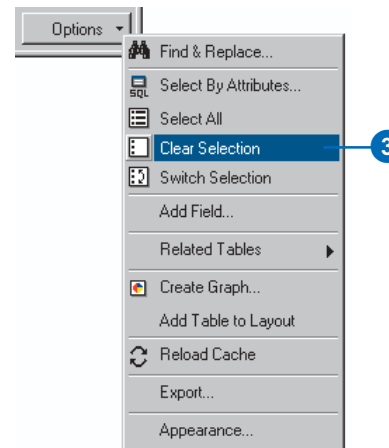 Options
Find & Replace...
SQL
Select By Attributes...
Select All
Clear Selection
3
Switch Selection
Add Field...
Related Tables
Create Graph...
Add Table to Layout
Reload Cache
Export...
Appearance...